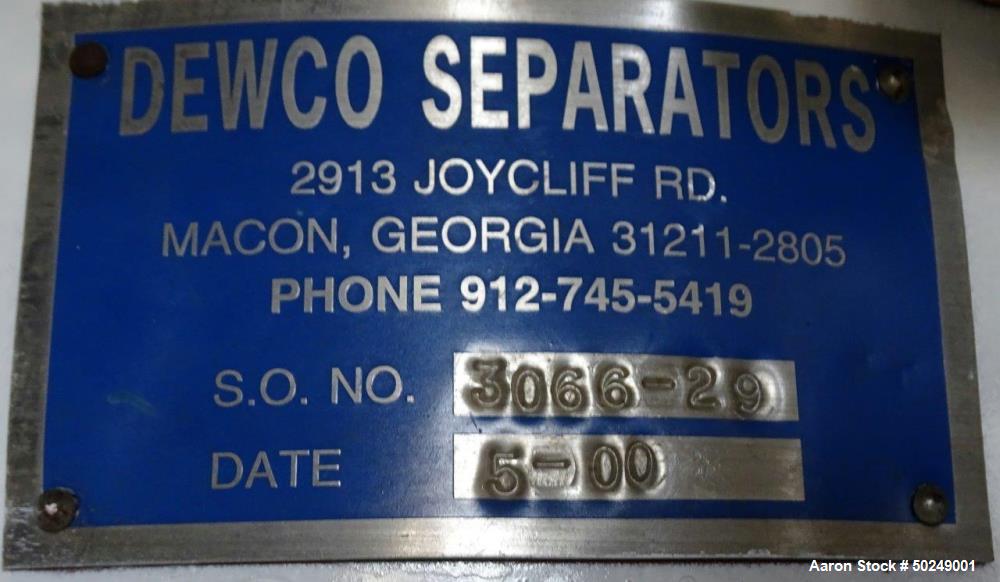 DEWCO SEPARATORS
2913 JOYCLIFF RD.
MACON, GEORGIA 31211-2805
PHONE 912-745-5419
S.O. NO. 3066-29
DATE 5-00
Aaron Stock # 50249001